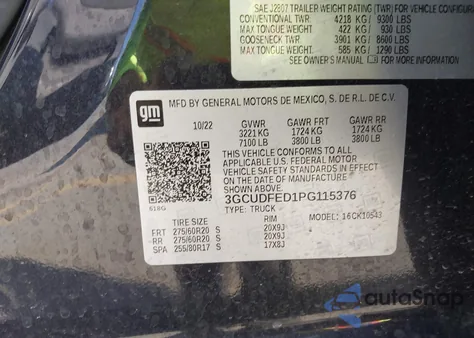 SAE J2807 TRAILER WEIGHT RATING (TWR) FOR VEHICLE CONFIGURA
CONVENTIONAL TWR. 4218 KG/ 9300 LBS
MAX TONGUE WEIGHT 422 KG/ 930 LBS
GOOSENECK TWR. 3901 KG/ 8600 LBS
MAX TONGUE WEIGHT 585 KG/ 1290 LBS
SEE OWNER'S MANUAL FOR ADDITIONAL INFORMATION
gm
MFD BY GENERAL MOTORS DE MEXICO, S. DE R.L. DE C.V.
10/22 GVWR GAWR FRT GAWR RR
3221 KG 1724 KG 1724 KG
7100 LB 3800 LB 3800 LB
THIS VEHICLE CONFORMS TO ALL
APPLICABLE U.S. FEDERAL MOTOR
VEHICLE SAFETY STANDARDS IN EFFECT
ON THE DATE OF MANUFACTURE SHOWN ABOVE.
3GCUDFED1PG115376
618G TYPE: TRUCK MODEL: 16CK10543
TIRE SIZE RIM
FRT 275/60R20 S 20X9J
RR 275/60R20 S 20X9J
SPA 255/80R17 S 17X8J
autoSnap